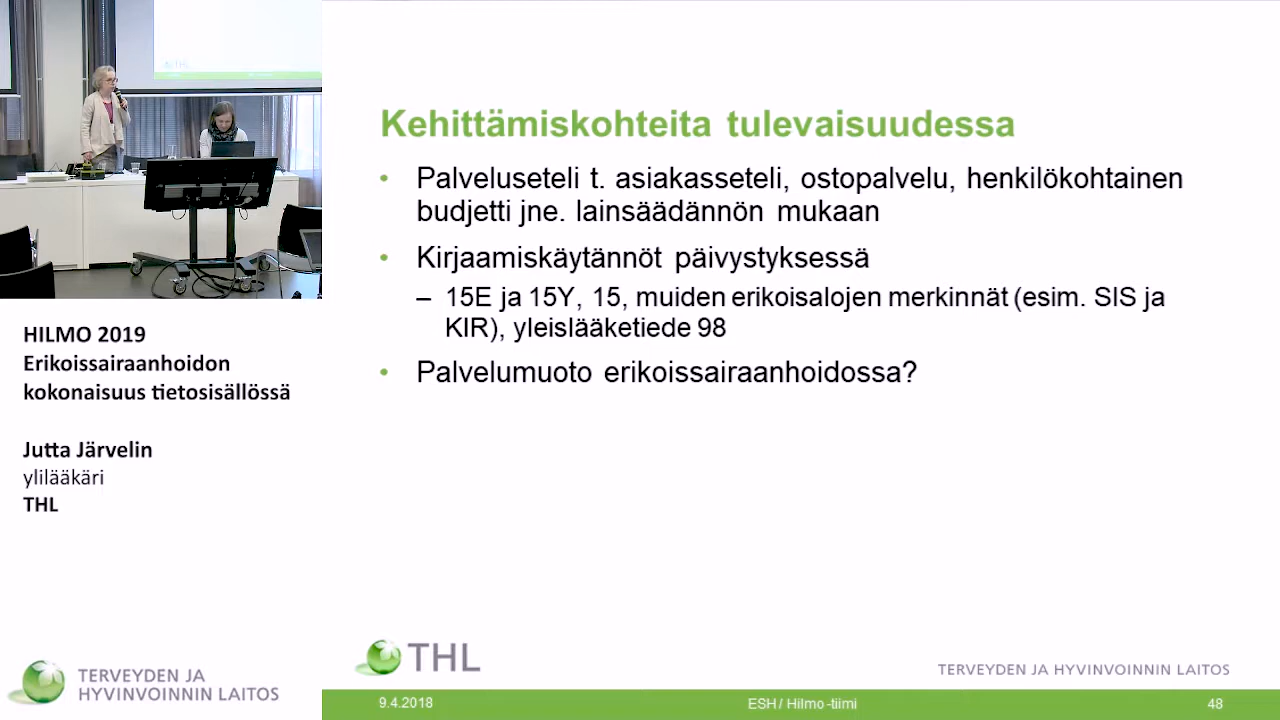 Kehittämiskohteita tulevaisuudessa
• Palveluseteli t. asiakasseteli, ostopalvelu, henkilökohtainen
budjetti jne. lainsäädännön mukaan
• Kirjaamiskäytännöt päivystyksessä
– 15E ja 15Y, 15, muiden erikoisalojen merkinnät (esim. SIS ja
KIR), yleislääketiede 98
• Palvelumuoto erikoissairaanhoidossa?
HILMO 2019
Erikoissairaanhoidon
kokonaisuus tietosisällössä
Jutta Järvelin
ylilääkäri
THL
TERVEYDEN JA
HYVINVOINNIN LAITOS
THL
TERVEYDEN JA HYVINVOINNIN LAITOS
9.4.2018
ESH / Hilmo -tiimi
48